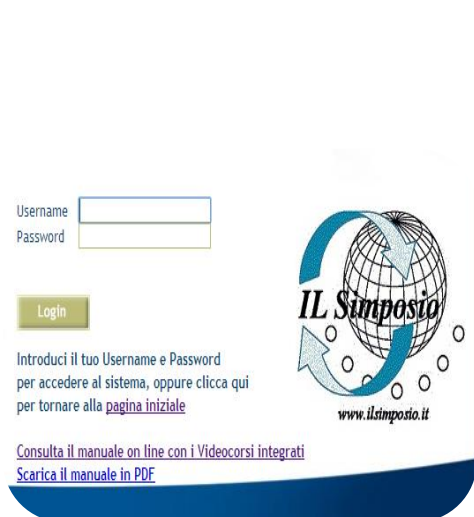 Username
Password
Login
IL Simposio
www.ilsimposio.it
Introduci il tuo Username e Password
per accedere al sistema, oppure clicca qui
per tornare alla pagina iniziale
Consulta il manuale on line con i Videocorsi integrati
Scarica il manuale in PDF